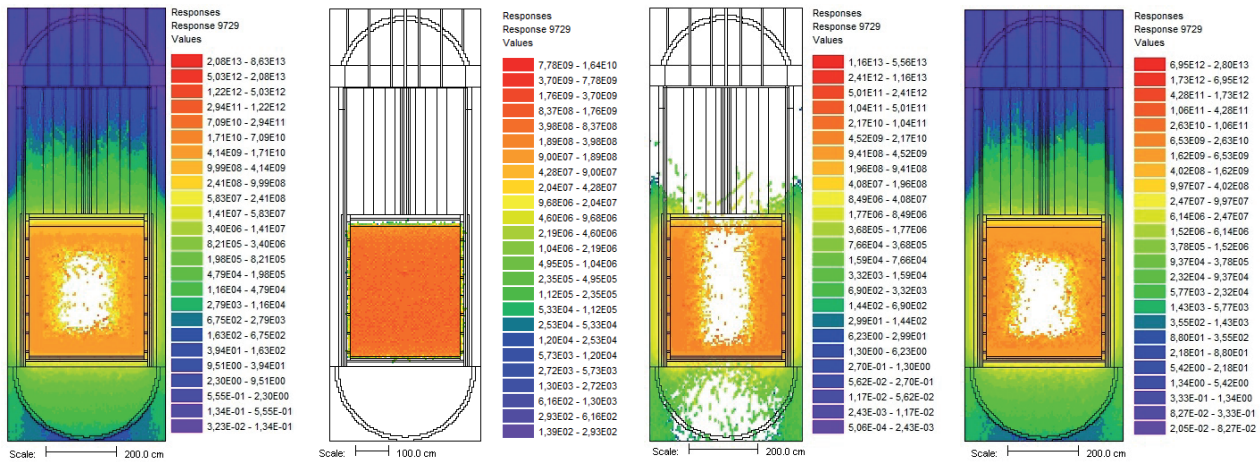 Responses
Response 9729
Values
2,08E13 - 8,63E13
5,03E12 - 2,08E13
1,22E12 - 5,03E12
2,94E11 - 1,22E12
7,09E10 - 2,94E11
1,71E10 - 7,09E10
4,14E09 - 1,71E10
9,99E08 - 4,14E09
2,41E08 - 9,99E08
5,83E07 - 2,41E08
1,41E07 - 5,83E07
3,40E06 - 1,41E07
8,21E05 - 3,40E06
1,98E05 - 8,21E05
4,79E04 - 1,98E05
1,16E04 - 4,79E04
2,79E03 - 1,16E04
6,75E02 - 2,79E03
1,63E02 - 6,75E02
3,94E01 - 1,63E02
9,51E00 - 3,94E01
2,30E00 - 9,51E00
5,55E-01 - 2,30E00
1,34E-01 - 5,55E-01
3,23E-02 - 1,34E-01
Scale:
200.0 cm
Responses
Response 9729
Values
7,78E09 - 1,64E10
3,70E09 - 7,78E09
1,76E09 - 3,70E09
8,37E08 - 1,76E09
3,98E08 - 8,37E08
1,89E08 - 3,98E08
9,00E07 - 1,89E08
4,28E07 - 9,00E07
2,04E07 - 4,28E07
9,68E06 - 2,04E07
4,60E06 - 9,68E06
2,19E06 - 4,60E06
1,04E06 - 2,19E06
4,95E05 - 1,04E06
2,35E05 - 4,95E05
1,12E05 - 2,35E05
5,33E04 - 1,12E05
2,53E04 - 5,33E04
1,20E04 - 2,53E04
5,73E03 - 1,20E04
2,72E03 - 5,73E03
1,30E03 - 2,72E03
6,16E02 - 1,30E03
2,93E02 - 6,16E02
1,39E02 - 2,93E02
Scale:
100.0 cm
Responses
Response 9729
Values
1,16E13 - 5,56E13
2,41E12 - 1,16E13
5,01E11 - 2,41E12
1,04E11 - 5,01E11
2,17E10 - 1,04E11
4,52E09 - 2,17E10
9,41E08 - 4,52E09
1,96E08 - 9,41E08
4,08E07 - 1,96E08
8,49E06 - 4,08E07
1,77E06 - 8,49E06
3,68E05 - 1,77E06
7,66E04 - 3,68E05
1,59E04 - 7,66E04
3,32E03 - 1,59E04
6,90E02 - 3,32E03
1,44E02 - 6,90E02
2,99E01 - 1,44E02
6,23E00 - 2,99E01
1,30E00 - 6,23E00
2,70E-01 - 1,30E00
5,62E-02 - 2,70E-01
1,17E-02 - 5,62E-02
2,43E-03 - 1,17E-02
5,06E-04 - 2,43E-03
Scale:
200.0 cm
Responses
Response 9729
Values
6,95E12 - 2,80E13
1,73E12 - 6,95E12
4,28E11 - 1,73E12
1,06E11 - 4,28E11
2,63E10 - 1,06E11
6,53E09 - 2,63E10
1,62E09 - 6,53E09
4,02E08 - 1,62E09
9,97E07 - 4,02E08
2,47E07 - 9,97E07
6,14E06 - 2,47E07
1,52E06 - 6,14E06
3,78E05 - 1,52E06
9,37E04 - 3,78E05
2,32E04 - 9,37E04
5,77E03 - 2,32E04
1,43E03 - 5,77E03
3,55E02 - 1,43E03
8,80E01 - 3,55E02
2,18E01 - 8,80E01
5,42E00 - 2,18E01
1,34E00 - 5,42E00
3,33E-01 - 1,34E00
8,27E-02 - 3,33E-01
2,05E-02 - 8,27E-02
Scale:
200.0 cm